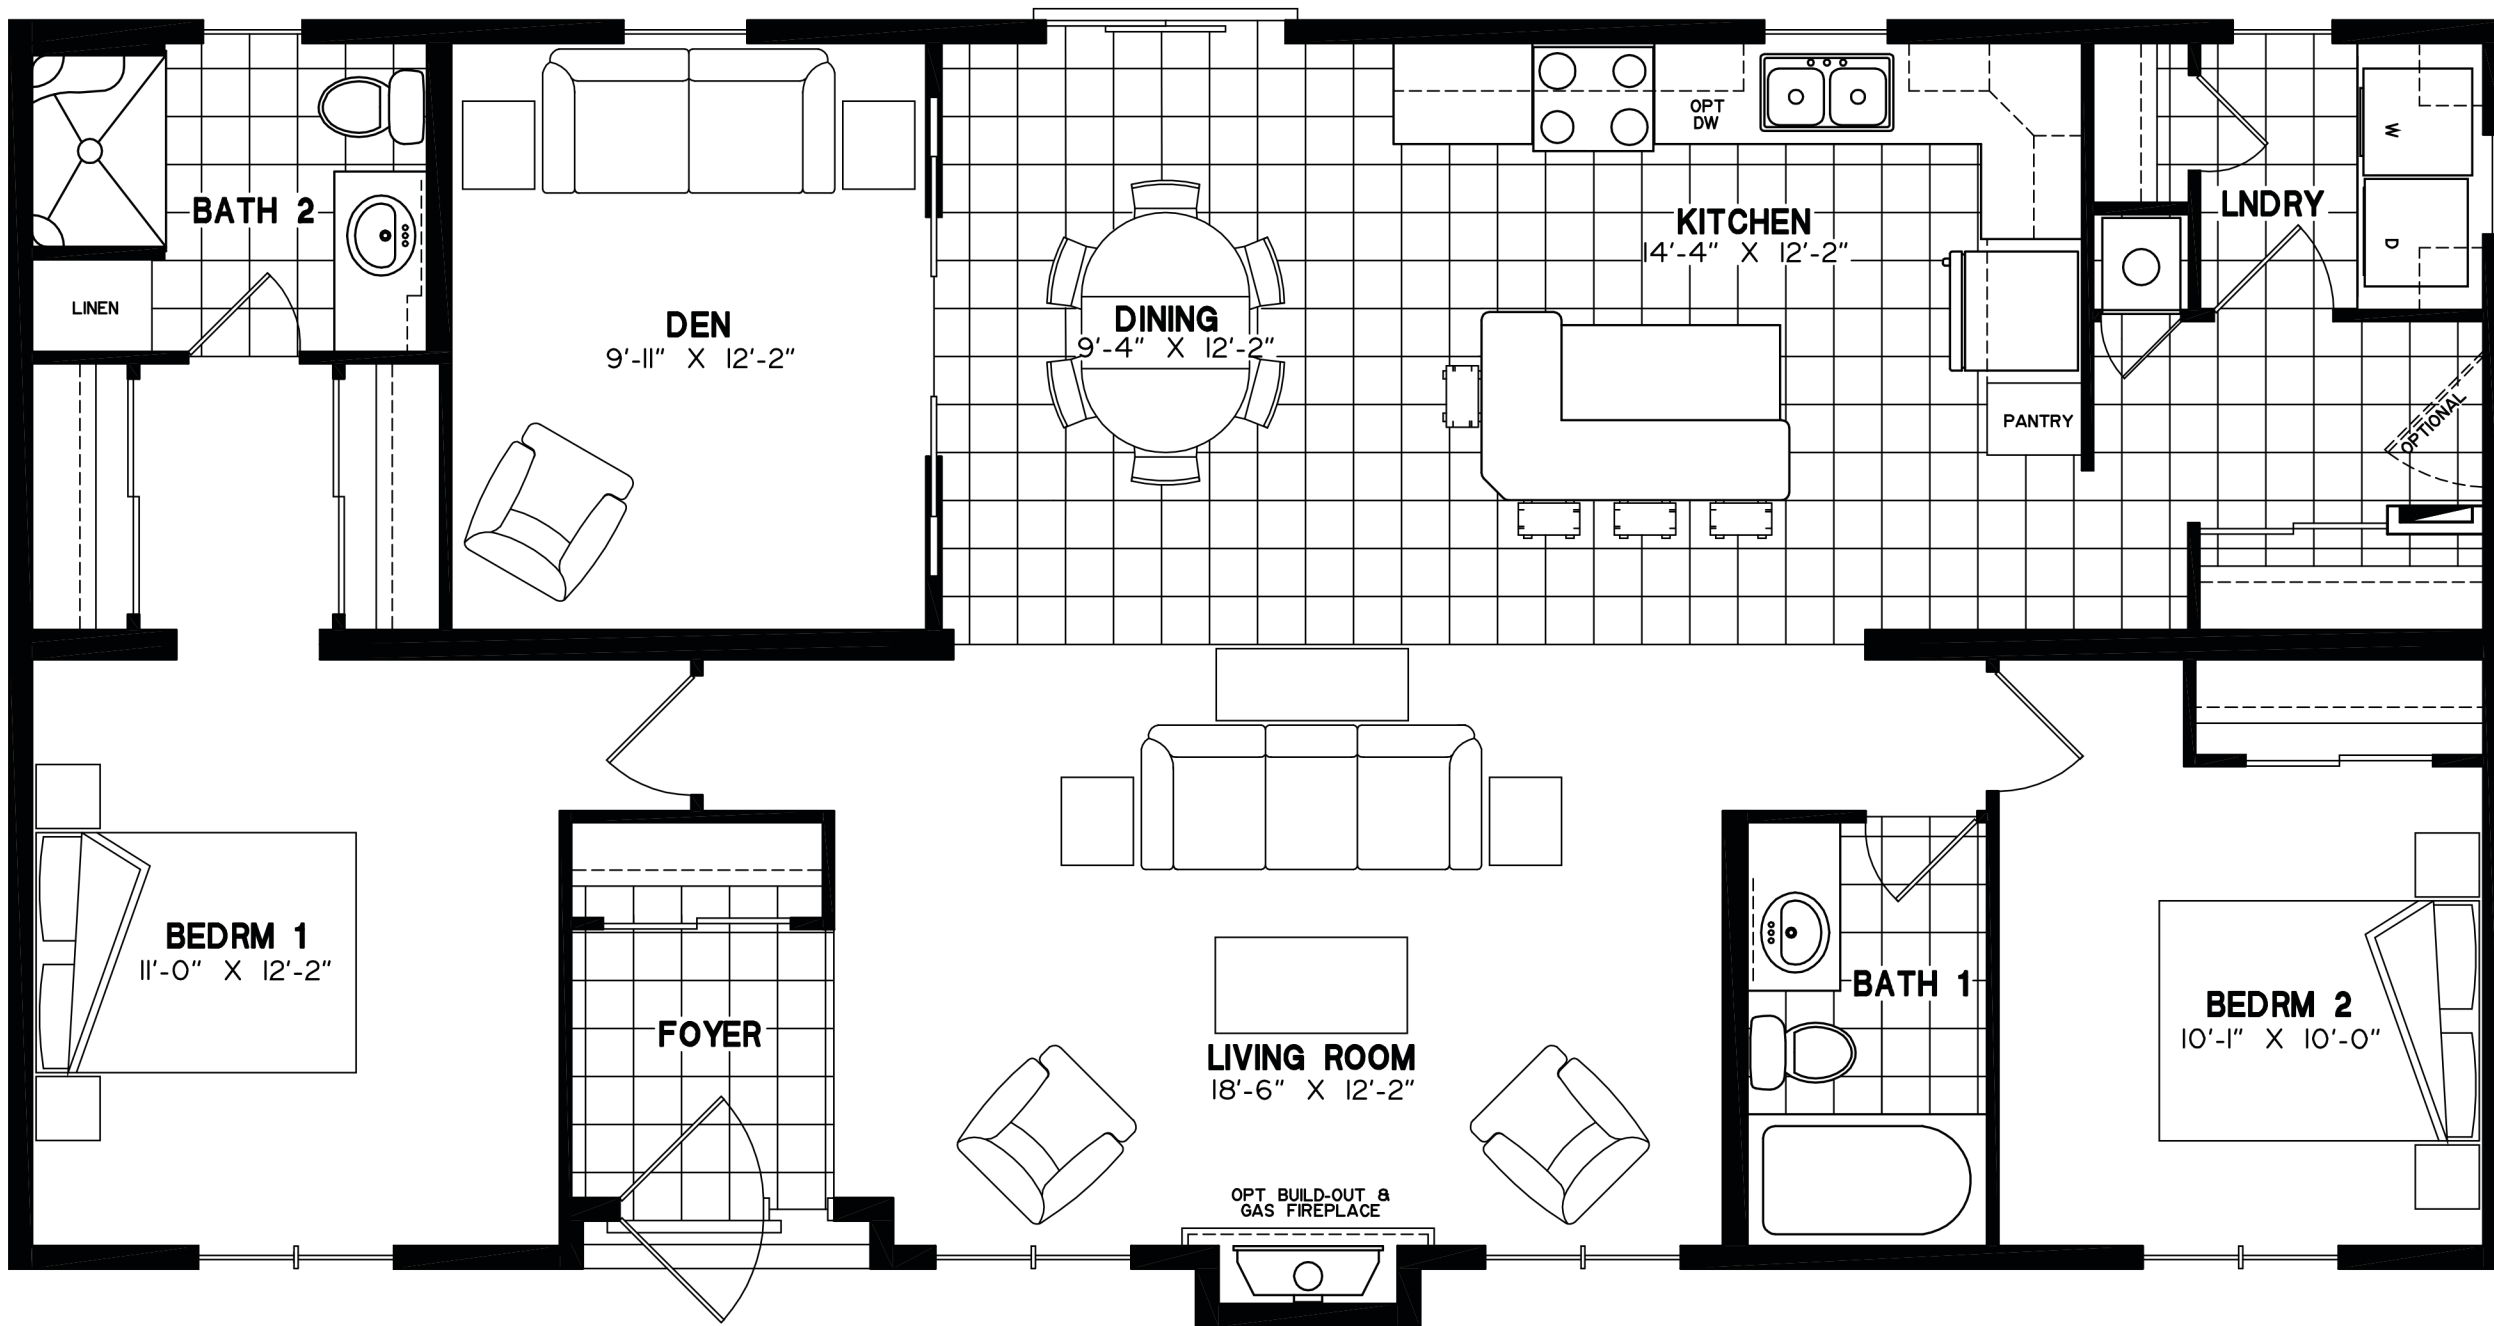 OPT
DW
W
BATH 2
LNDRY
KITCHEN
14'-4" X 12'-2"
D
LINEN
DEN
9'-11" X 12'-2"
DINING
9'-4" X 12'-2"
PANTRY
OPTIONAL
BEDRM 1
11'-0" X 12'-2"
FOYER
LIVING ROOM
18'-6" X 12'-2"
BATH 1
BEDRM 2
10'-1" X 10'-0"
OPT BUILD-OUT &
GAS FIREPLACE